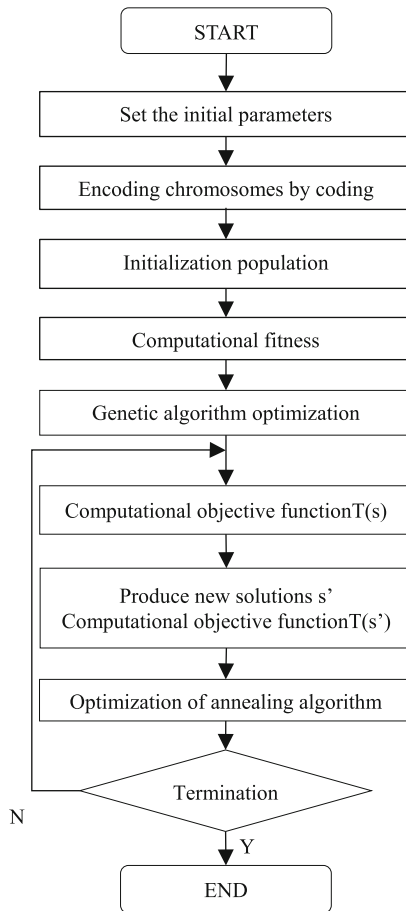 START
Set the initial parameters
Encoding chromosomes by coding
Initialization population
Computational fitness
Genetic algorithm optimization
Computational objective functionT(s)
Produce new solutions s’
Computational objective functionT(s’)
Optimization of annealing algorithm
Termination
N
Y
END